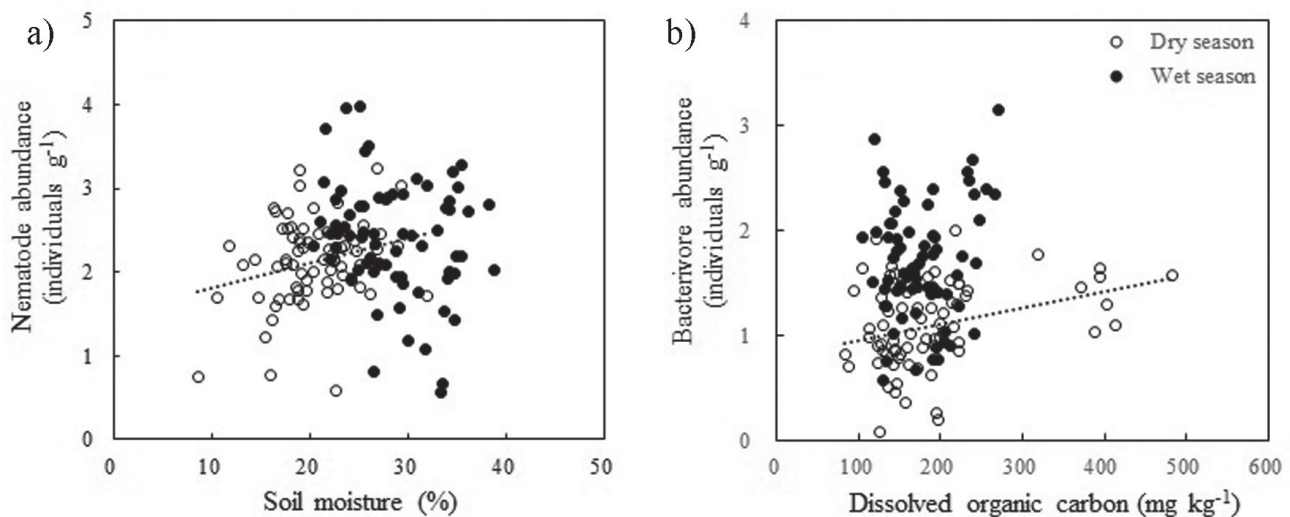 a)
Nematode abundance
(individuals g-1)
5
4
3
2
1
0
0 10 20 30 40 50
Soil moisture (%)
b)
Bacterivore abundance
(individuals g-1)
4
3
2
1
0
Dry season
Wet season
0 100 200 300 400 500 600
Dissolved organic carbon (mg kg-1)